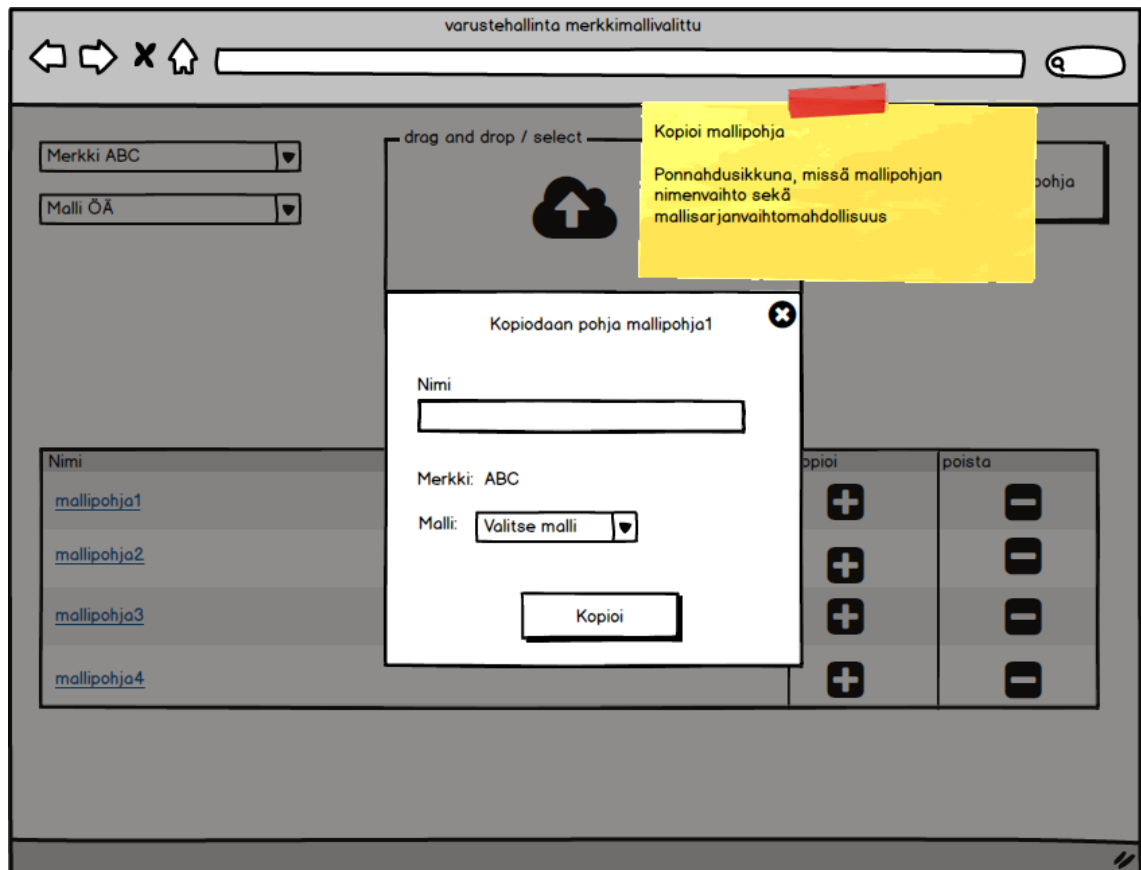 varustehallinta merkkimallivalittu
Merkki ABC
Malli ÖÄ
drag and drop / select
Kopioi mallipohja
Ponnahdusikkuna, missä mallipohjan
nimenvaihto sekä
mallisarjanvaihtomahdollisuus
pohja
Kopiodaan pohja mallipohja1
Nimi
Merkki: ABC
Malli: Valitse malli
Kopioi
Nimi opioi poista
mallipohja1
mallipohja2
mallipohja3
mallipohja4